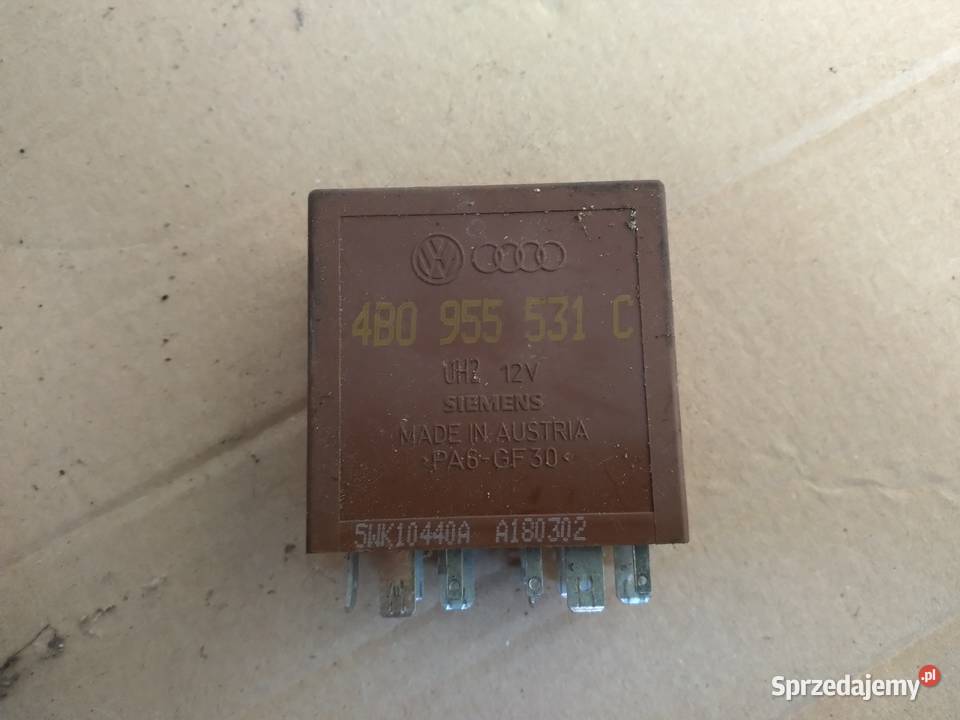 4B0 955 531 C
UHZ 12V
SIEMENS
MADE IN AUSTRIA
>PA6-GF30<
5WK10440A A180302
Sprzedajemy.pl